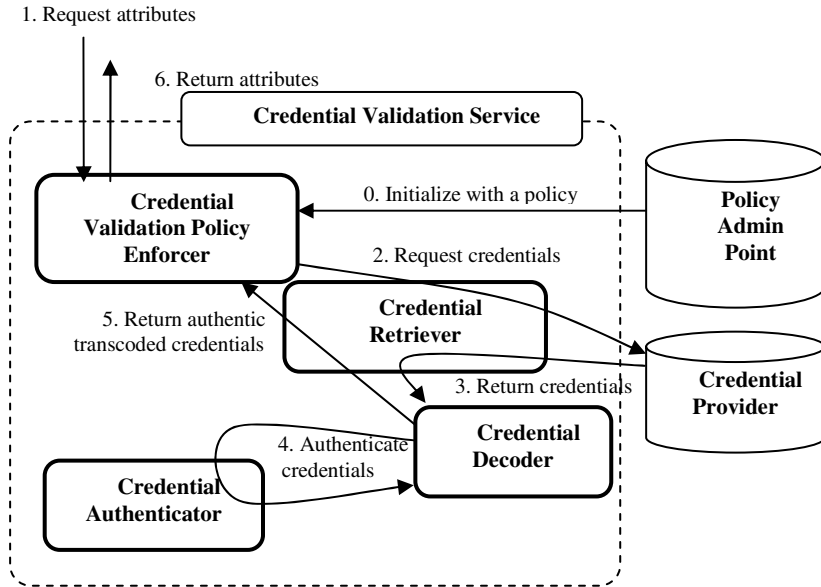 1. Request attributes
6. Return attributes
Credential Validation Service
Credential
Validation Policy
Enforcer
0. Initialize with a policy
Policy
Admin
Point
2. Request credentials
Credential
Retriever
5. Return authentic
transcoded credentials
3. Return credentials
Credential
Provider
Credential
Decoder
4. Authenticate
credentials
Credential
Authenticator